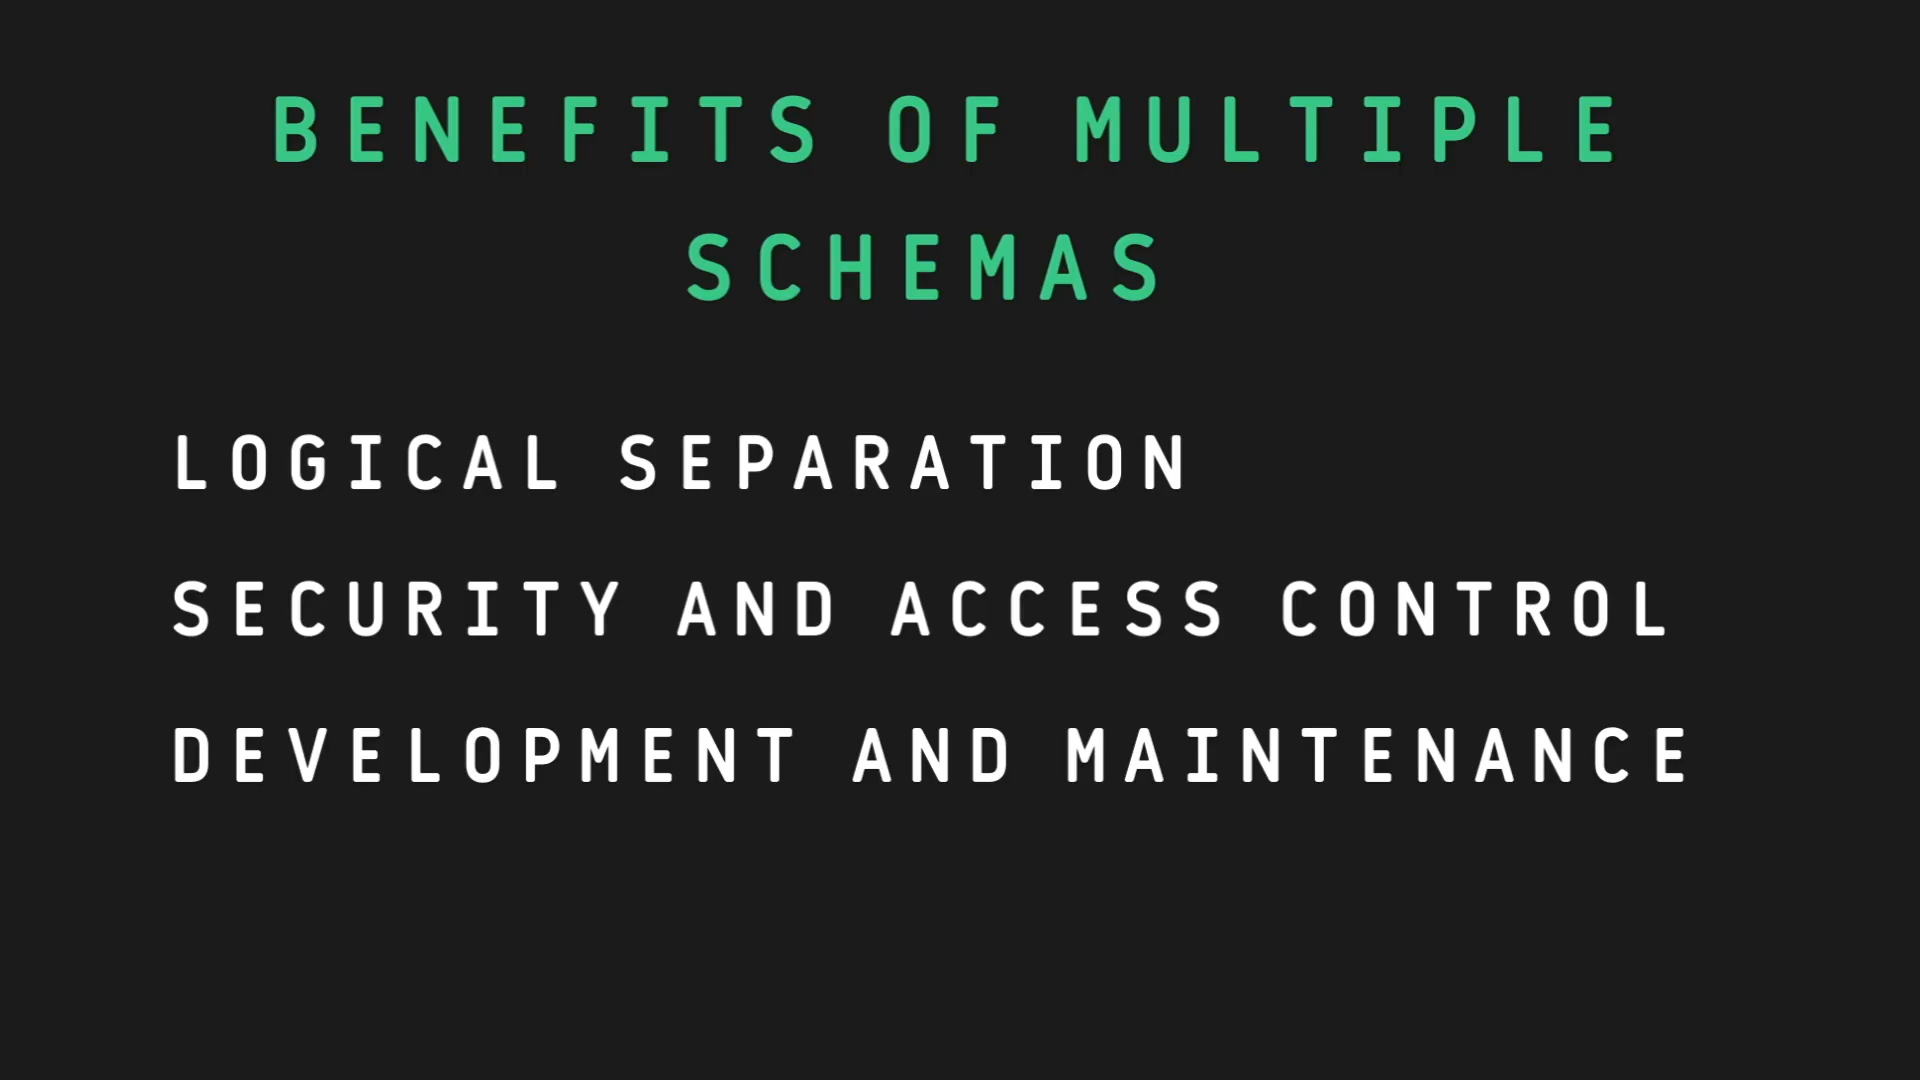 BENEFITS OF MULTIPLE
SCHEMAS
LOGICAL SEPARATION
SECURITY AND ACCESS CONTROL
DEVELOPMENT AND MAINTENANCE